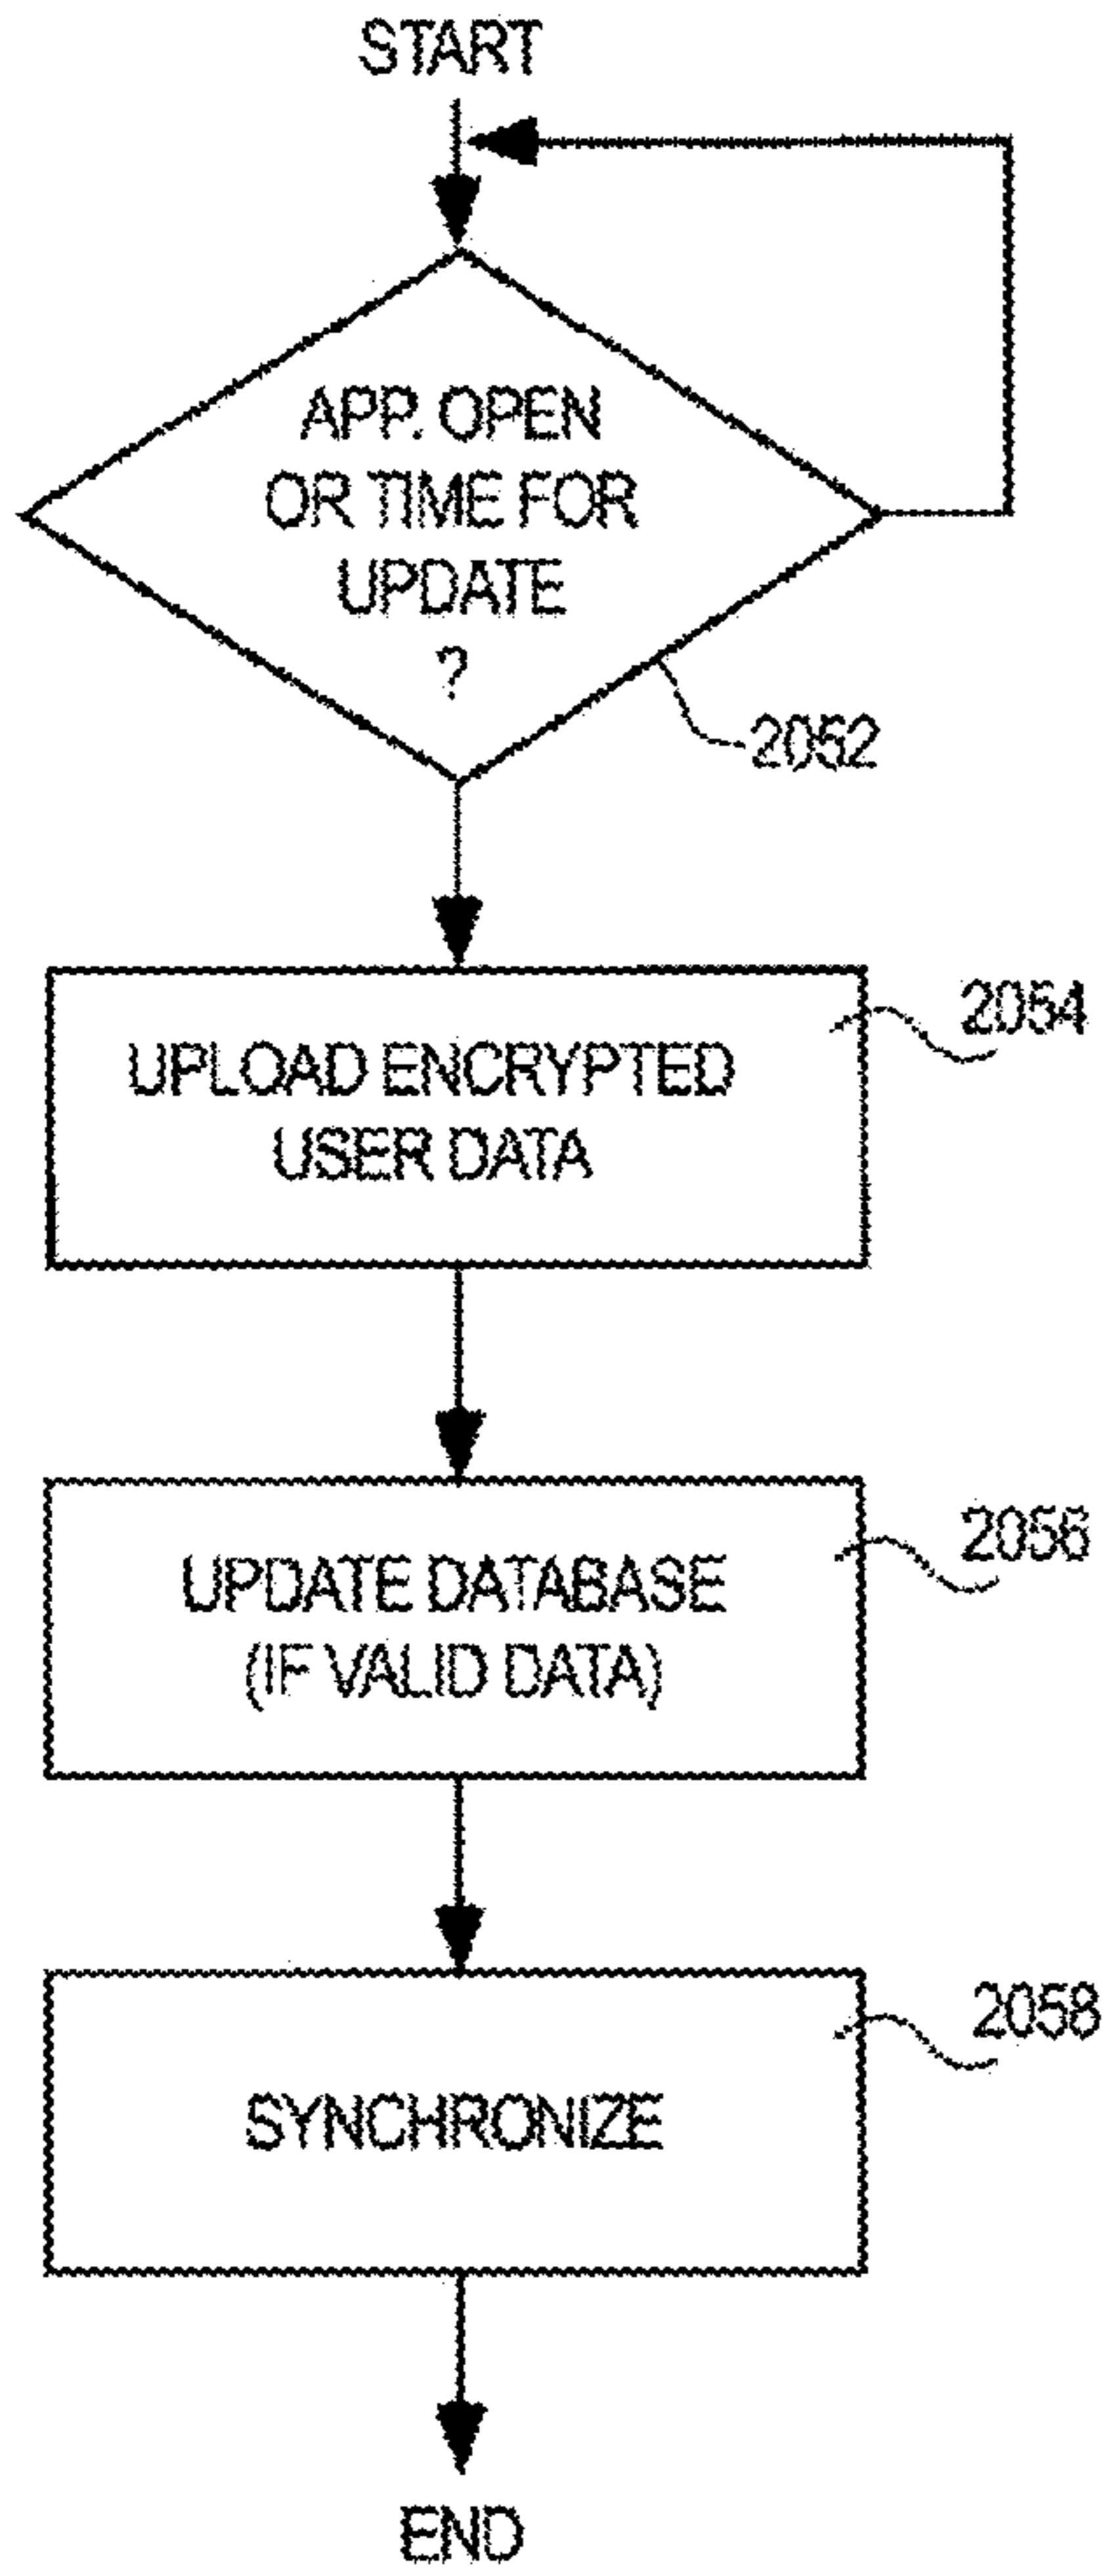 START
APP. OPEN
OR TIME FOR
UPDATE
?
2052
2054
UPLOAD ENCRYPTED
USER DATA
2056
UPDATE DATABASE
(IF VALID DATA)
2058
SYNCHRONIZE
END